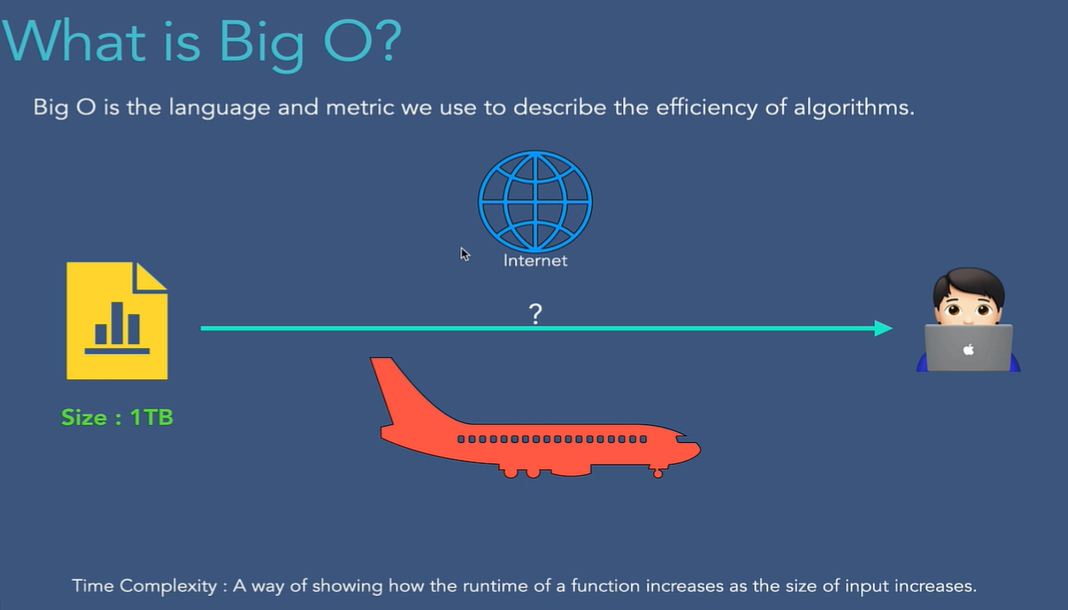 What is Big O?
Big O is the language and metric we use to describe the efficiency of algorithms.
Internet
?
Size : 1TB
Time Complexity : A way of showing how the runtime of a function increases as the size of input increases.